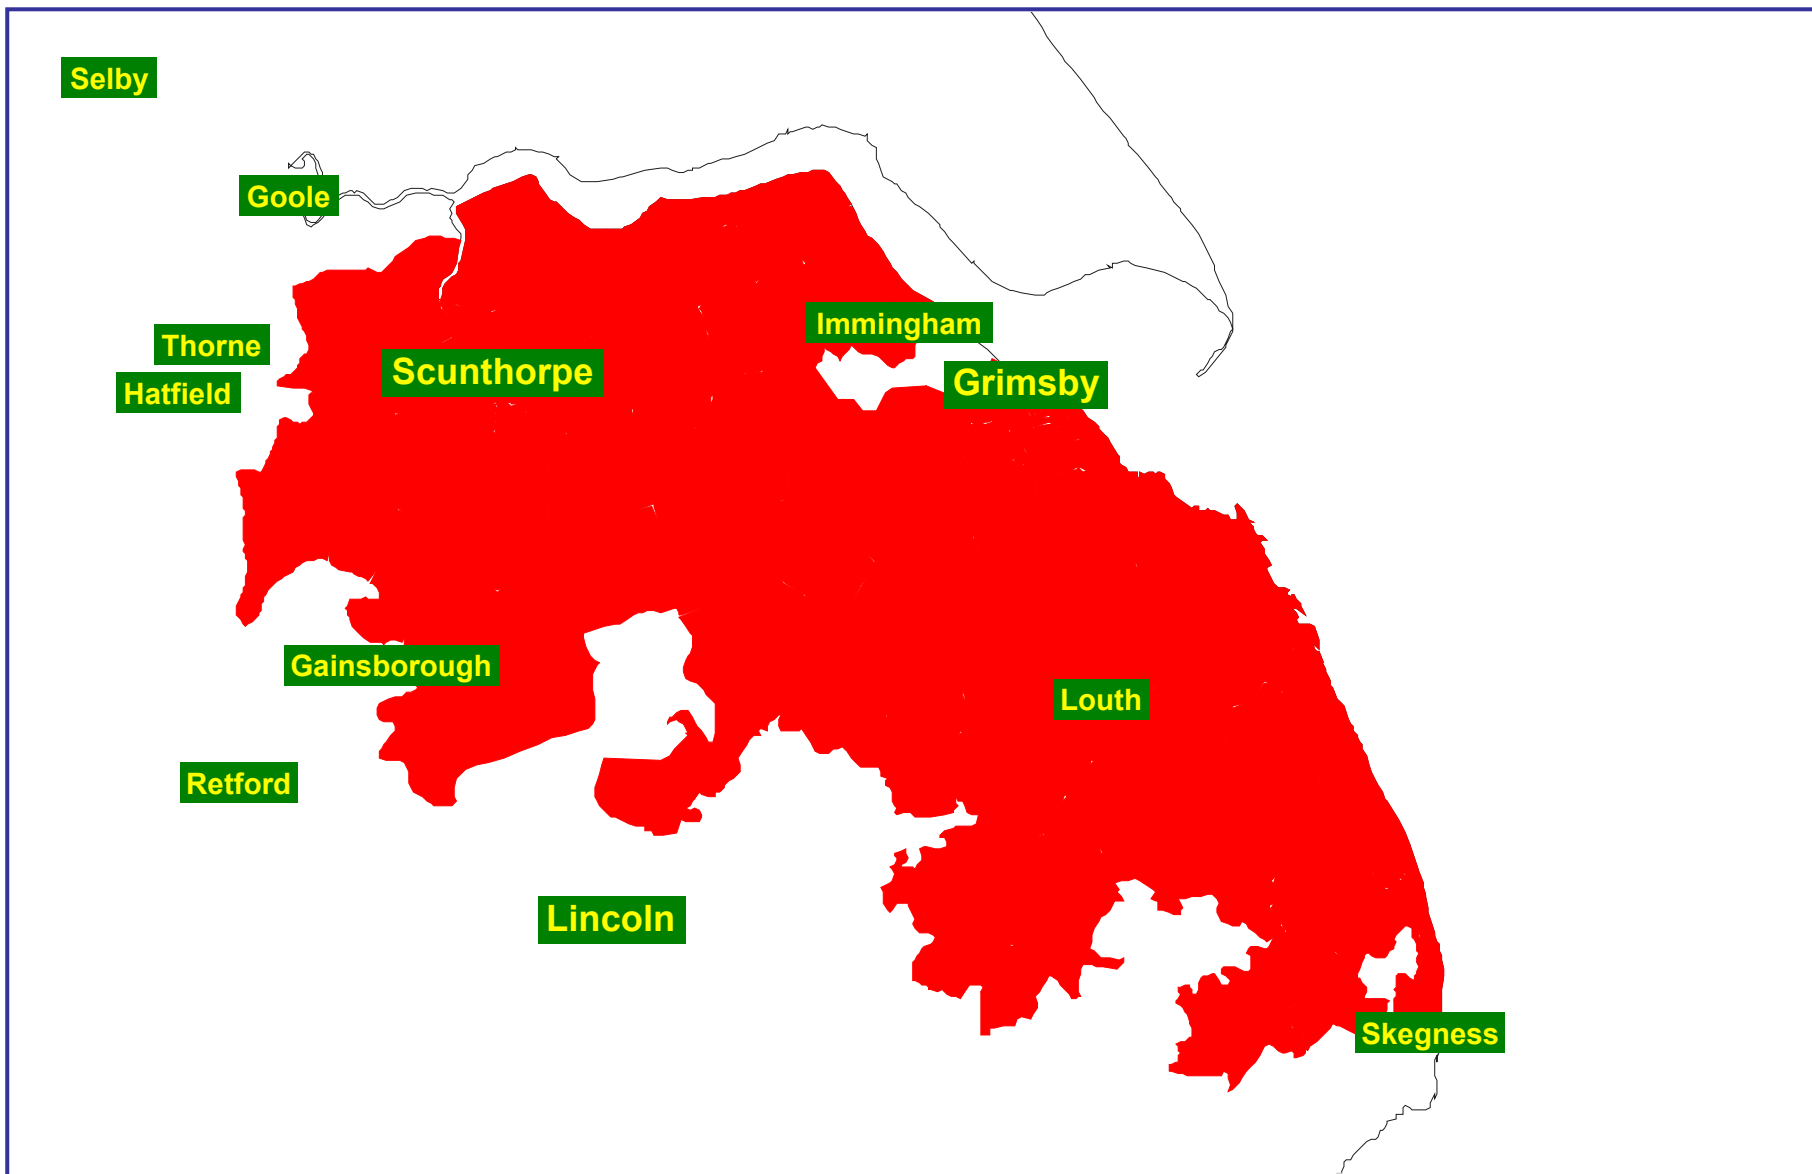 Selby
Goole
Immingham
Thorne
Scunthorpe
Grimsby
Hatfield
Gainsborough
Louth
Retford
Lincoln
Skegness